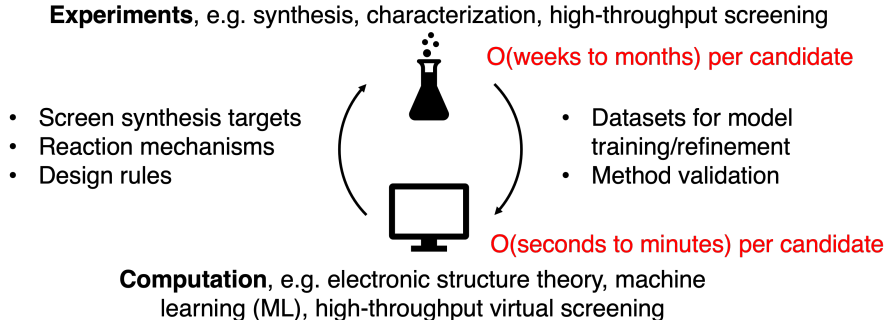 Experiments, e.g. synthesis, characterization, high-throughput screening
O(weeks to months) per candidate
• Screen synthesis targets
• Reaction mechanisms
• Design rules
• Datasets for model
training/refinement
• Method validation
O(seconds to minutes) per candidate
Computation, e.g. electronic structure theory, machine
learning (ML), high-throughput virtual screening